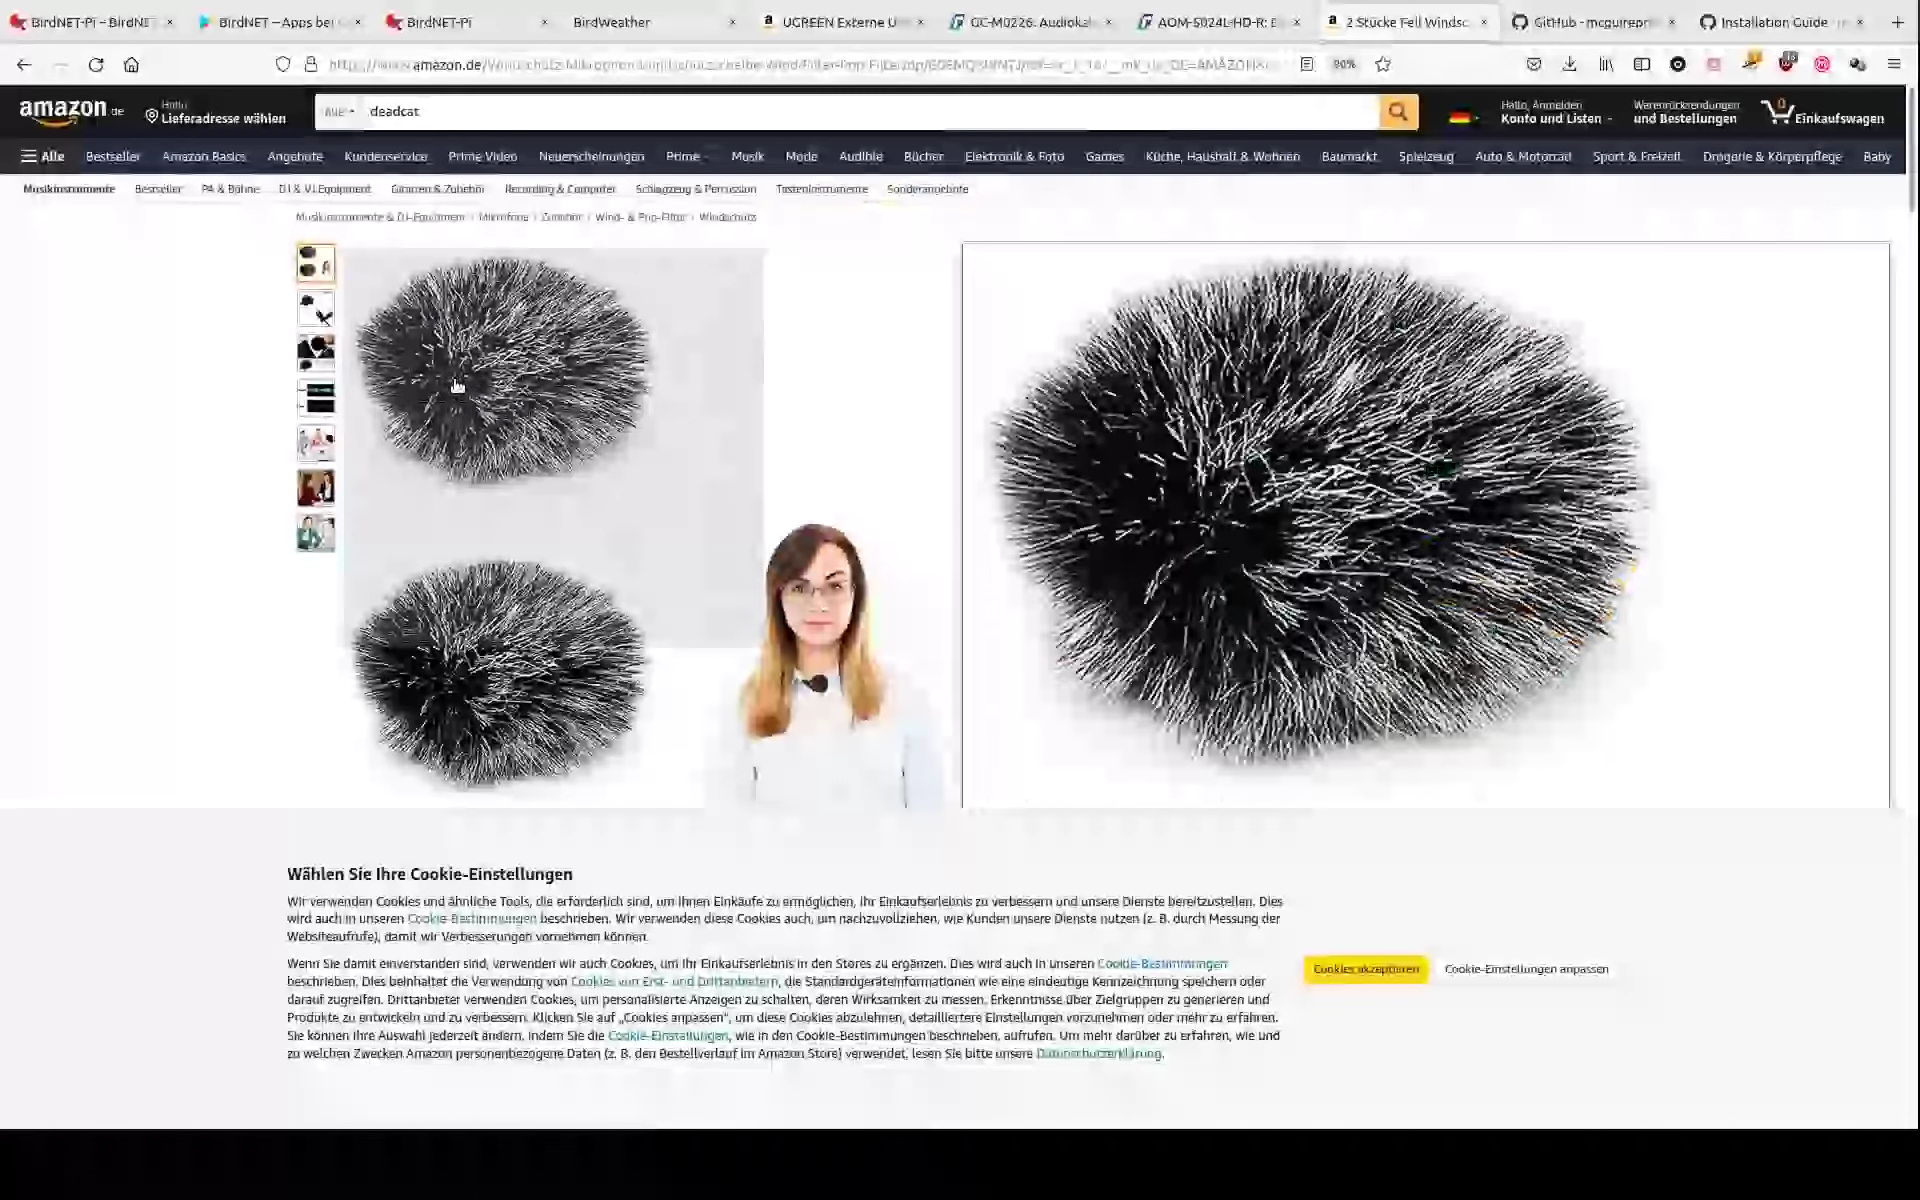 BirdNET-Pi – BirdNE
BirdNET – Apps bei
BirdNET-Pi
BirdWeather
UGREEN Externe U
2 Stücke Fell Windsc
GitHub - mcguirepr
Installation Guide
amazon.de
90%
amazon.de
Hallo
Lieferadresse wählen
Alle
deadcat
Hallo, Anmelden
Konto und Listen
Warenrücksendungen
und Bestellungen
0
Einkaufswagen
Alle
Bestseller
Amazon Basics
Angebote
Kundenservice
Prime Video
Neuerscheinungen
Prime
Musik
Mode
Audible
Bücher
Elektronik & Foto
Games
Küche, Haushalt & Wohnen
Baumarkt
Spielzeug
Auto & Motorrad
Sport & Freizeit
Drogerie & Körperpflege
Baby
Musikinstrumente
Bestseller
PA & Bühne
DJ & VJ Equipment
Gitarren & Zubehör
Recording & Computer
Schlagzeug & Percussion
Tasteninstrumente
Sonderangebote
Musikinstrumente & DJ-Equipment › Mikrofone › Zubehör › Wind- & Pop-Filter › Windschutz
Wählen Sie Ihre Cookie-Einstellungen
Wir verwenden Cookies und ähnliche Tools, die erforderlich sind, um Ihnen Einkäufe zu ermöglichen, Ihr Einkaufserlebnis zu verbessern und unsere Dienste bereitzustellen. Dies
wird auch in unseren Cookie-Bestimmungen beschrieben. Wir verwenden diese Cookies auch, um nachzuvollziehen, wie Kunden unsere Dienste nutzen (z. B. durch Messung der
Websiteaufrufe), damit wir Verbesserungen vornehmen können.
Wenn Sie damit einverstanden sind, verwenden wir auch Cookies, um Ihr Einkaufserlebnis in den Stores zu ergänzen. Dies wird auch in unseren Cookie-Bestimmungen
beschrieben. Dies beinhaltet die Verwendung von Cookies von Erst- und Drittanbietern, die Standardgeräteinformationen wie eine eindeutige Kennzeichnung speichern oder
darauf zugreifen. Drittanbieter verwenden Cookies, um personalisierte Anzeigen zu schalten, deren Wirksamkeit zu messen, Erkenntnisse über Zielgruppen zu generieren und
Produkte zu entwickeln und zu verbessern. Klicken Sie auf „Cookies anpassen“, um diese Cookies abzulehnen, detailliertere Einstellungen vorzunehmen oder mehr zu erfahren.
Sie können Ihre Auswahl jederzeit ändern, indem Sie die Cookie-Einstellungen, wie in den Cookie-Bestimmungen beschrieben, aufrufen. Um mehr darüber zu erfahren, wie und
zu welchen Zwecken Amazon personenbezogene Daten (z. B. den Bestellverlauf im Amazon Store) verwendet, lesen Sie bitte unsere Datenschutzerklärung.
Cookies akzeptieren
Cookie-Einstellungen anpassen